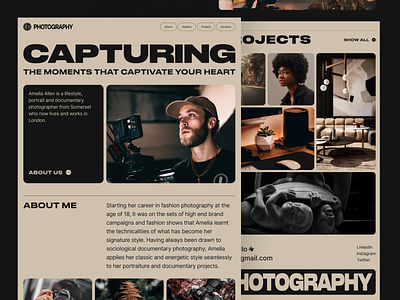 PHOTOGRAPHY
About
Gallery
Project
Contact
CAPTURING
THE MOMENTS THAT CAPTIVATE YOUR HEART
Amelia Allen is a lifestyle,
portrait and documentary
photographer from Somerset
who now lives and works in
London.
ABOUT US
ABOUT ME
Starting her career in fashion photography at the
age of 18, it was on the sets of high end brand
campaigns and fashion shows that Amelia learnt
the technicalities of what has become her
signature style. Having always been drawn to
sociological documentary photography, Amelia
applies her classic and energetic style seamlessly
to her portraiture and documentary projects.
OJECTS
SHOW ALL
llo
@gmail.com
LinkedIn
Instagram
Twitter
HOTOGRAPHY